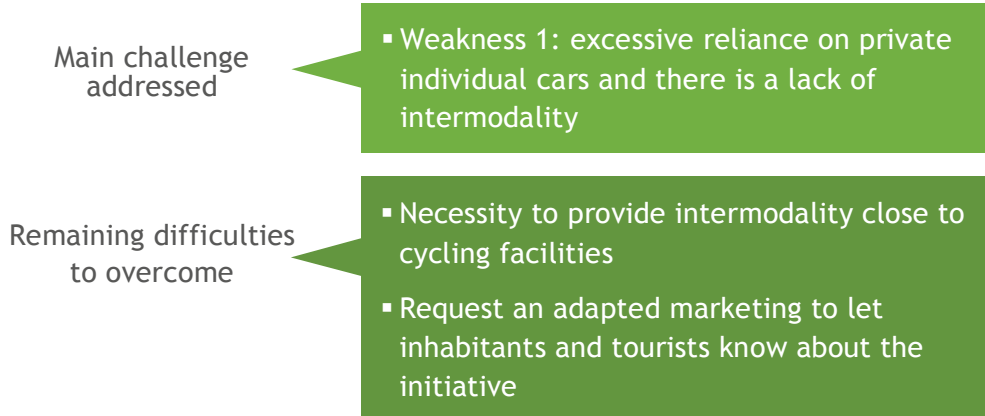 Main challenge
addressed
▪ Weakness 1: excessive reliance on private
individual cars and there is a lack of
intermodality
Remaining difficulties
to overcome
▪ Necessity to provide intermodality close to
cycling facilities
▪ Request an adapted marketing to let
inhabitants and tourists know about the
initiative